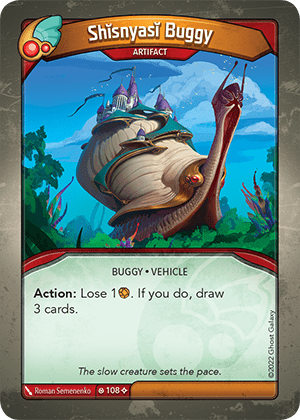 Shĭsnyasĭ Buggy
ARTIFACT
BUGGY • VEHICLE
Action: Lose 1. If you do, draw
3 cards.
The slow creature sets the pace.
Roman Semenenko
108
©2022 Ghost Galaxy